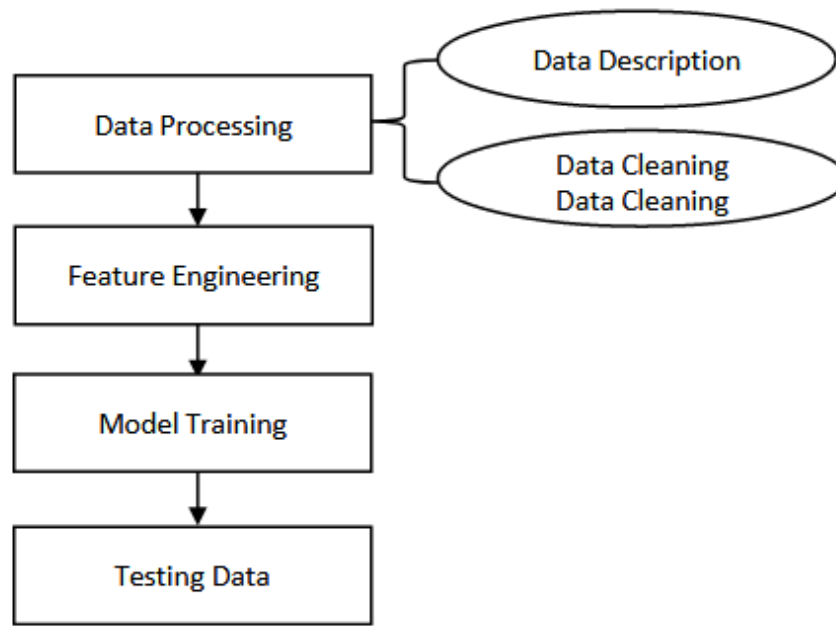 Data Description
Data Processing
Data Cleaning
Data Cleaning
Feature Engineering
Model Training
Testing Data